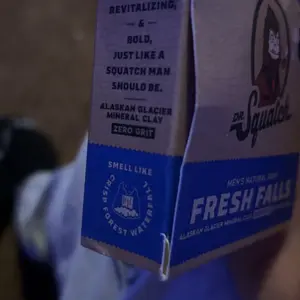 REVITALIZING,
&
BOLD,
JUST LIKE A
SQUATCH MAN
SHOULD BE.
ALASKAN GLACIER
MINERAL CLAY
ZERO GRIT
SMELL LIKE
CRISP FOREST WATERFALL
DR.
Squatch
MEN'S NATURAL SOAP
FRESH FALLS
ALASKAN GLACIER MINERAL CLAY